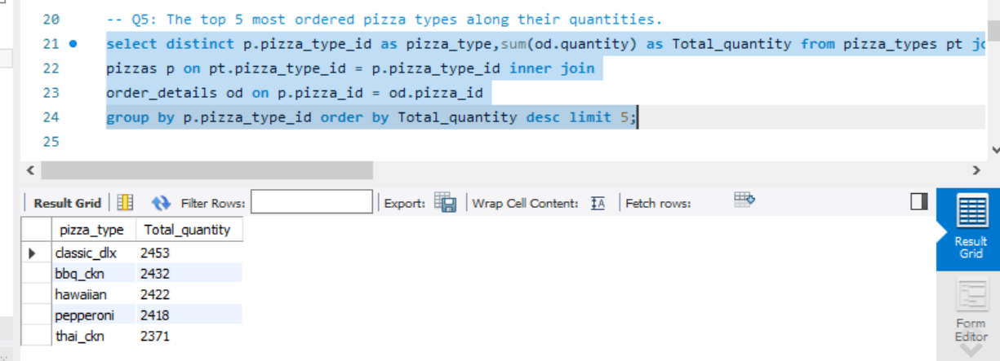 20 -- Q5: The top 5 most ordered pizza types along their quantities.
21 select distinct p.pizza_type_id as pizza_type,sum(od.quantity) as Total_quantity from pizza_types pt
22 pizzas p on pt.pizza_type_id = p.pizza_type_id inner join
23 order_details od on p.pizza_id = od.pizza_id
24 group by p.pizza_type_id order by Total_quantity desc limit 5;
25
Result Grid Filter Rows: Export: Wrap Cell Content: Fetch rows:
pizza_type Total_quantity
classic_dlx 2453
bbq_ckn 2432
hawaiian 2422
pepperoni 2418
thai_ckn 2371
Result
Grid
Form
Editor